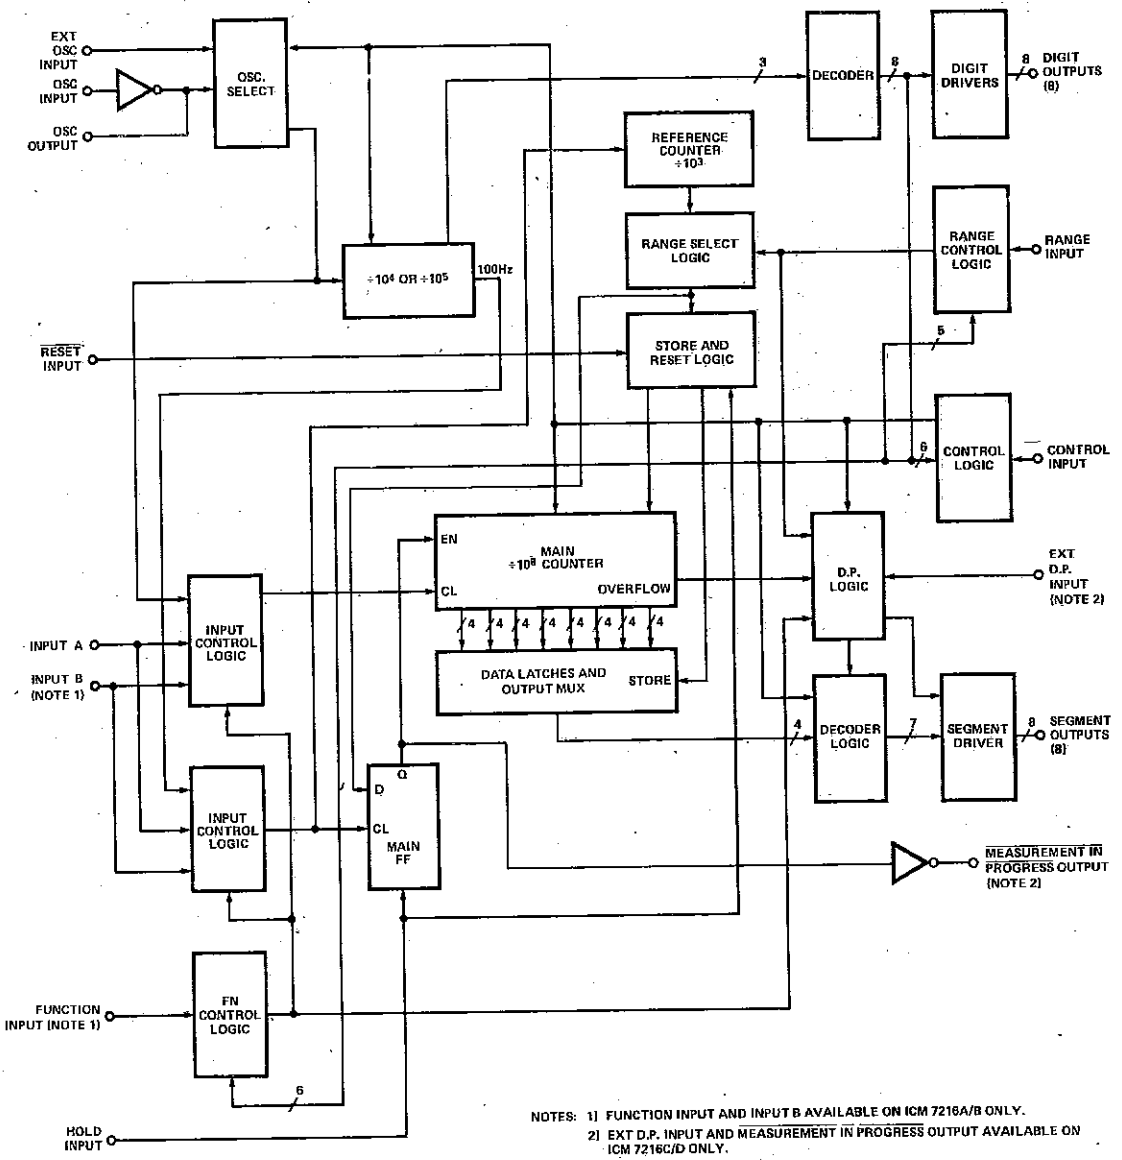 EXT
OSC
INPUT
OSC
INPUT
OSC
OUTPUT
OSC.
SELECT
3
DECODER
8
DIGIT
DRIVERS
8
DIGIT
OUTPUTS
(8)
REFERENCE
COUNTER
÷10³
RANGE SELECT
LOGIC
RANGE
CONTROL
LOGIC
RANGE
INPUT
÷10⁴ OR ÷10⁵
100Hz
RESET
INPUT
STORE AND
RESET LOGIC
5
6
CONTROL
LOGIC
CONTROL
INPUT
EN
MAIN
÷10⁸ COUNTER
CL
OVERFLOW
D.P.
LOGIC
EXT
D.P.
INPUT
(NOTE 2)
4 4 4 4 4 4 4 4
INPUT
CONTROL
LOGIC
INPUT A
INPUT B
(NOTE 1)
DATA LATCHES AND
OUTPUT MUX
STORE
4
DECODER
LOGIC
7
SEGMENT
DRIVER
8
SEGMENT
OUTPUTS
(8)
INPUT
CONTROL
LOGIC
Q
D
CL
MAIN
FF
MEASUREMENT IN
PROGRESS OUTPUT
(NOTE 2)
FN
CONTROL
LOGIC
FUNCTION
INPUT (NOTE 1)
6
HOLD
INPUT
NOTES: 1] FUNCTION INPUT AND INPUT B AVAILABLE ON ICM 7216A/B ONLY.
2] EXT D.P. INPUT AND MEASUREMENT IN PROGRESS OUTPUT AVAILABLE ON
ICM 7216C/D ONLY.